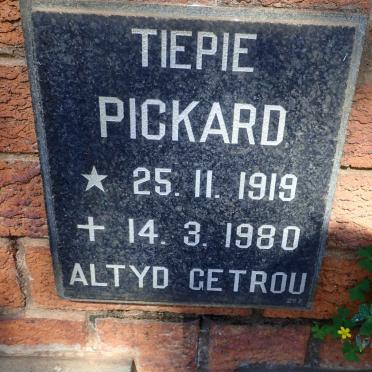 TIEPIE
PICKARD
★ 25. 11. 1919
✝ 14. 3. 1980
ALTYD GETROU